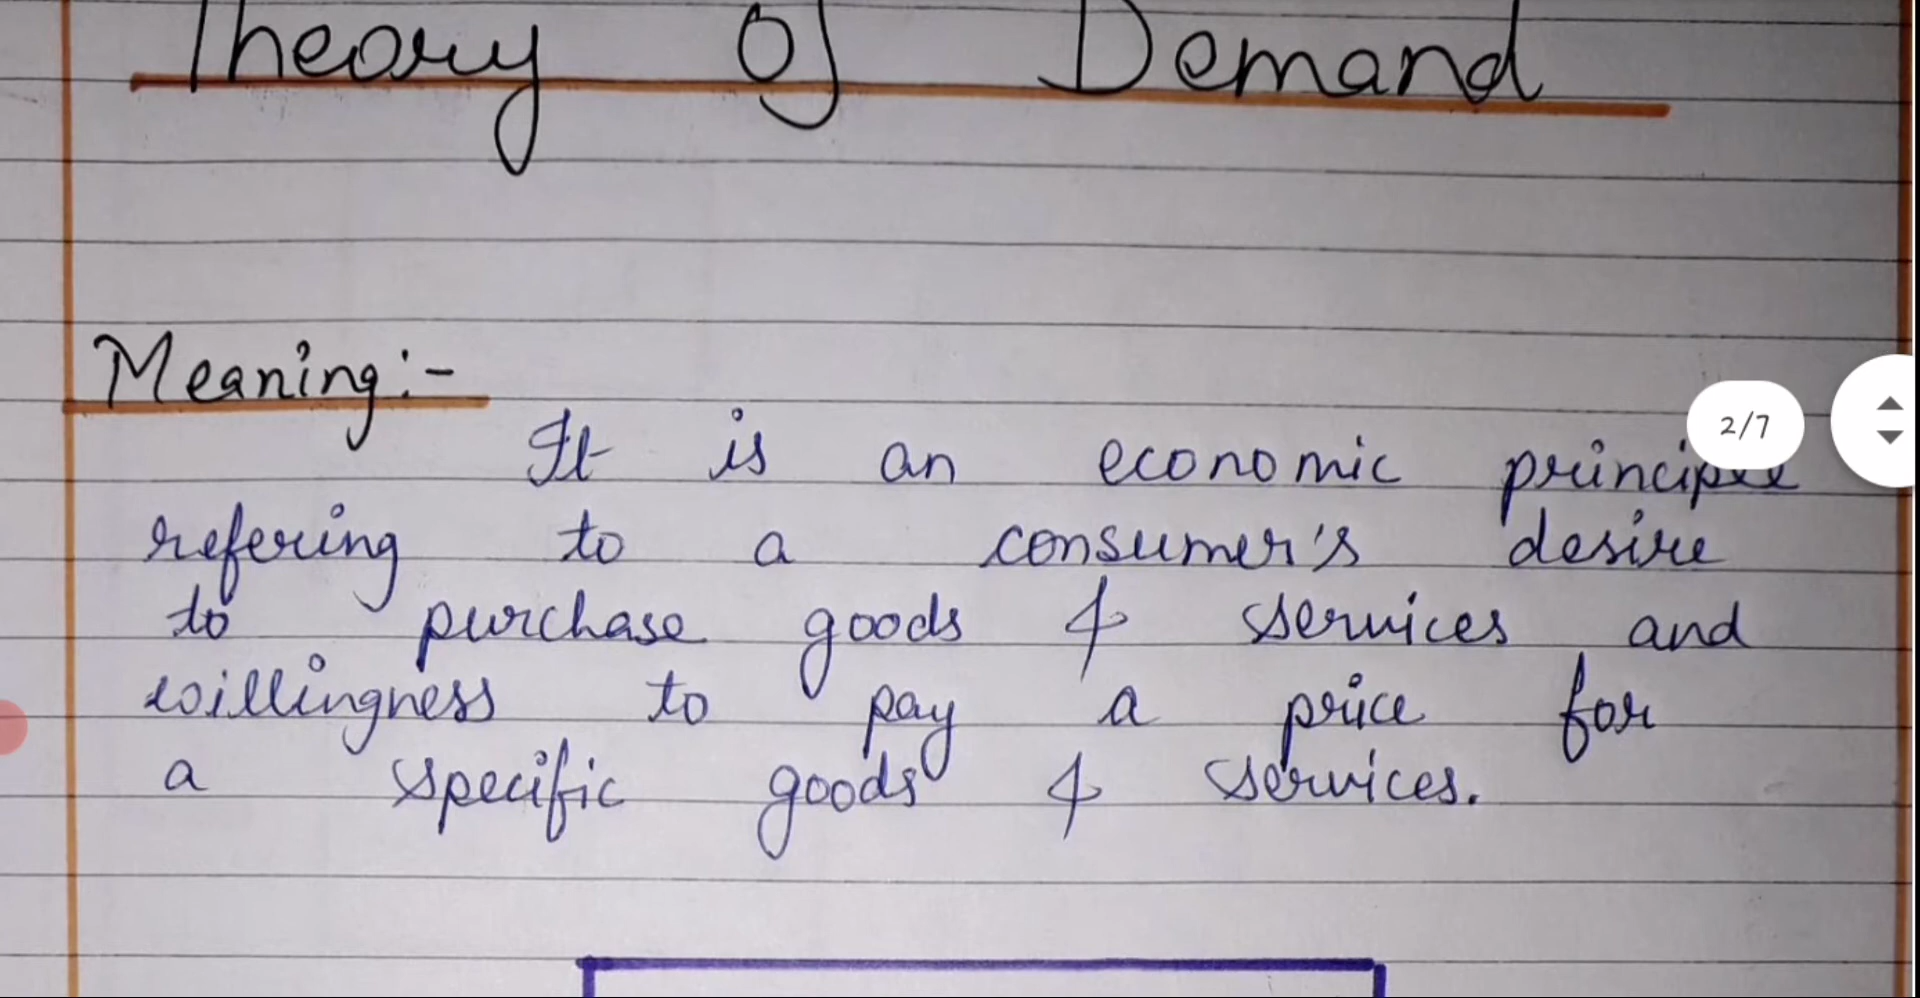 Theory of Demand
Meaning:-
It is an economic principle
refering to a consumer's desire
to purchase goods & services and
willingness to pay a price for
a specific goods & services.
2/7